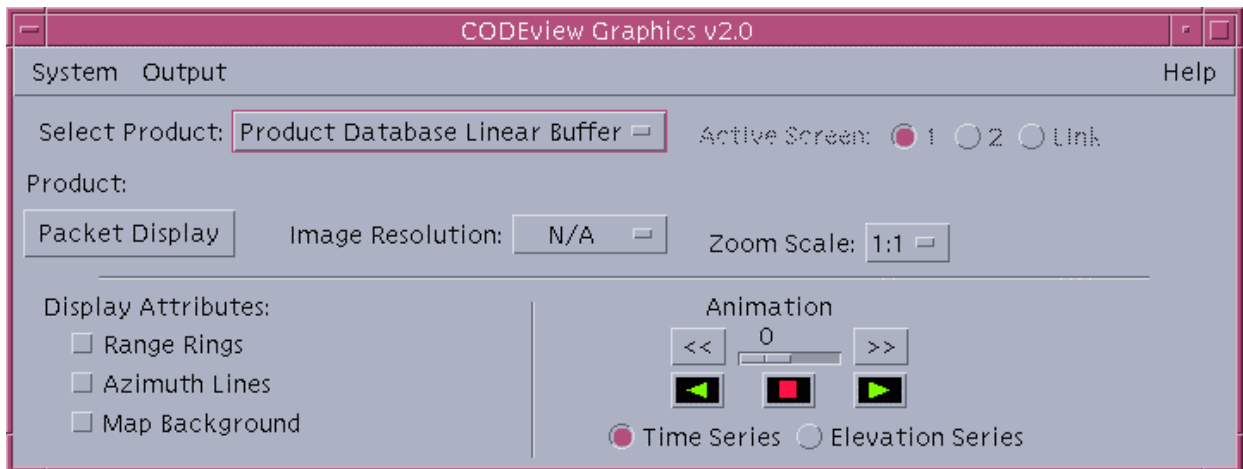 CODEview Graphics v2.0
System Output Help
Select Product: Product Database Linear Buffer Active Screen: 1 2 Link
Product:
Packet Display Image Resolution: N/A Zoom Scale: 1:1
Display Attributes:
Range Rings
Azimuth Lines
Map Background
Animation
<< 0 >>
Time Series Elevation Series